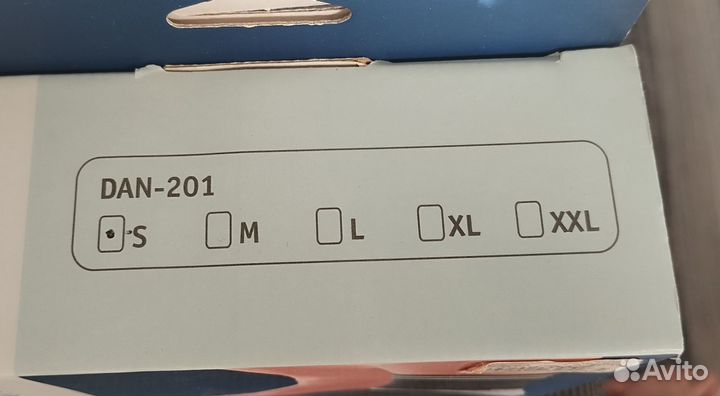 DAN-201
S M L XL XXL
Avito